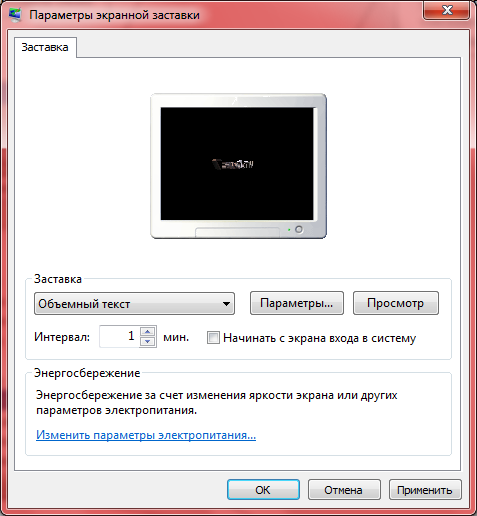 Параметры экранной заставки
Заставка
Заставка
Объемный текст
Параметры...
Просмотр
Интервал:
1
мин.
Начинать с экрана входа в систему
Энергосбережение
Энергосбережение за счет изменения яркости экрана или других
параметров электропитания.
Изменить параметры электропитания...
ОК
Отмена
Применить